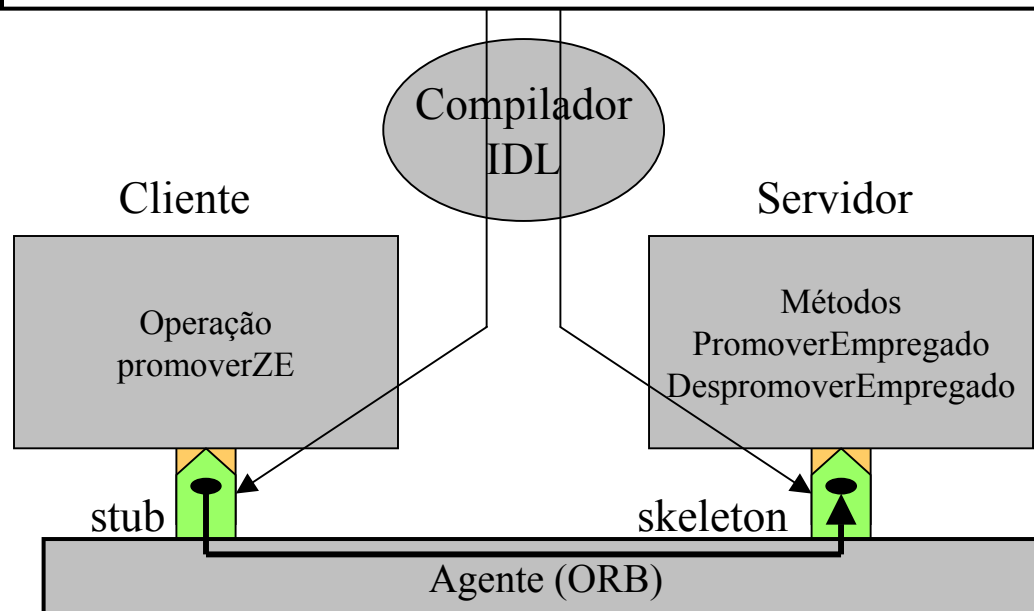 Compilador
IDL
Cliente
Servidor
Operação
promoverZE
Métodos
PromoverEmpregado
DespromoverEmpregado
stub
skeleton
Agente (ORB)